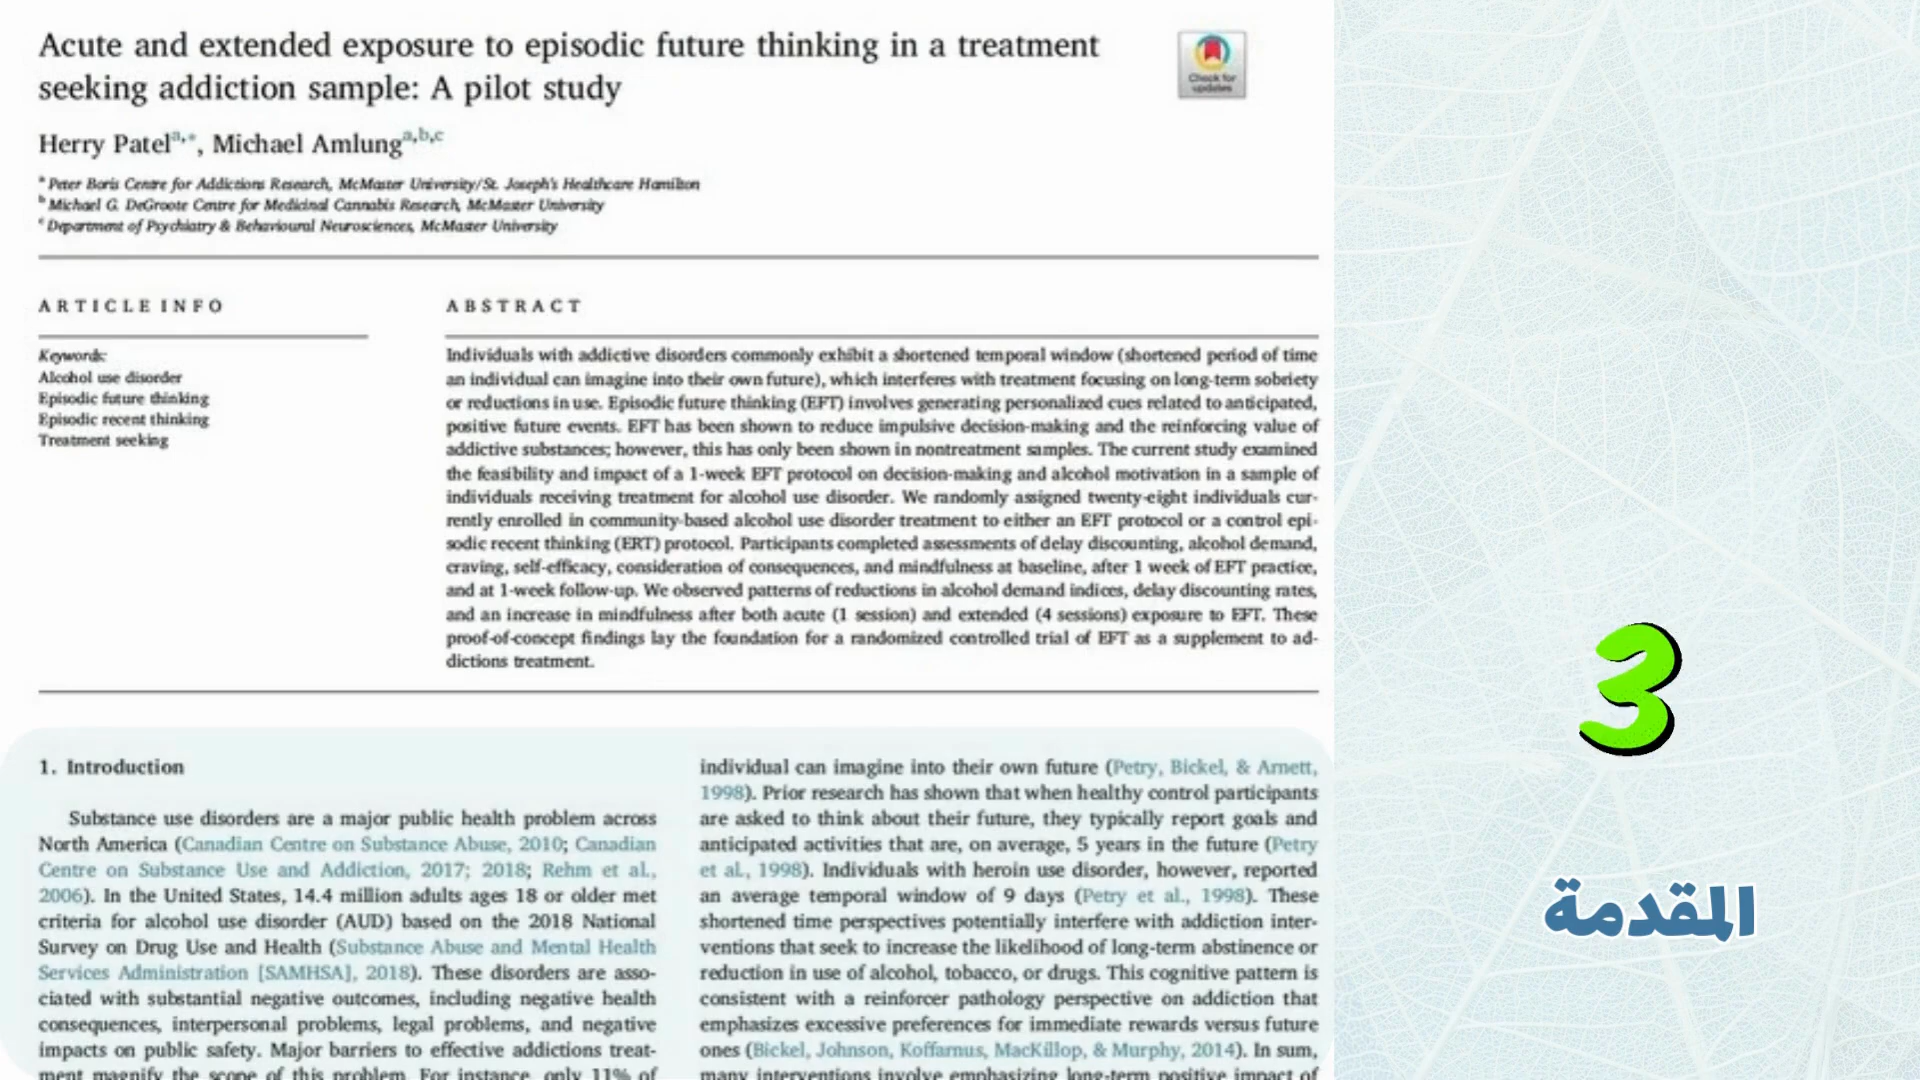 Acute and extended exposure to episodic future thinking in a treatment
seeking addiction sample: A pilot study
Check for
updates
Herry Patel a,*, Michael Amlung a,b,c
a Peter Boris Centre for Addictions Research, McMaster University/St. Joseph's Healthcare Hamilton
b Michael G. DeGroote Centre for Medicinal Cannabis Research, McMaster University
c Department of Psychiatry & Behavioural Neurosciences, McMaster University
ARTICLE INFO
Keywords:
Alcohol use disorder
Episodic future thinking
Episodic recent thinking
Treatment seeking
ABSTRACT
Individuals with addictive disorders commonly exhibit a shortened temporal window (shortened period of time
an individual can imagine into their own future), which interferes with treatment focusing on long-term sobriety
or reductions in use. Episodic future thinking (EFT) involves generating personalized cues related to anticipated,
positive future events. EFT has been shown to reduce impulsive decision-making and the reinforcing value of
addictive substances; however, this has only been shown in nontreatment samples. The current study examined
the feasibility and impact of a 1-week EFT protocol on decision-making and alcohol motivation in a sample of
individuals receiving treatment for alcohol use disorder. We randomly assigned twenty-eight individuals cur-
rently enrolled in community-based alcohol use disorder treatment to either an EFT protocol or a control epi-
sodic recent thinking (ERT) protocol. Participants completed assessments of delay discounting, alcohol demand,
craving, self-efficacy, consideration of consequences, and mindfulness at baseline, after 1 week of EFT practice,
and at 1-week follow-up. We observed patterns of reductions in alcohol demand indices, delay discounting rates,
and an increase in mindfulness after both acute (1 session) and extended (4 sessions) exposure to EFT. These
proof-of-concept findings lay the foundation for a randomized controlled trial of EFT as a supplement to ad-
dictions treatment.
1. Introduction
Substance use disorders are a major public health problem across
North America (Canadian Centre on Substance Abuse, 2010; Canadian
Centre on Substance Use and Addiction, 2017; 2018; Rehm et al.,
2006). In the United States, 14.4 million adults ages 18 or older met
criteria for alcohol use disorder (AUD) based on the 2018 National
Survey on Drug Use and Health (Substance Abuse and Mental Health
Services Administration [SAMHSA], 2018). These disorders are asso-
ciated with substantial negative outcomes, including negative health
consequences, interpersonal problems, legal problems, and negative
impacts on public safety. Major barriers to effective addictions treat-
ment magnify the scope of this problem. For instance, only 11% of
individual can imagine into their own future (Petry, Bickel, & Arnett,
1998). Prior research has shown that when healthy control participants
are asked to think about their future, they typically report goals and
anticipated activities that are, on average, 5 years in the future (Petry
et al., 1998). Individuals with heroin use disorder, however, reported
an average temporal window of 9 days (Petry et al., 1998). These
shortened time perspectives potentially interfere with addiction inter-
ventions that seek to increase the likelihood of long-term abstinence or
reduction in use of alcohol, tobacco, or drugs. This cognitive pattern is
consistent with a reinforcer pathology perspective on addiction that
emphasizes excessive preferences for immediate rewards versus future
ones (Bickel, Johnson, Koffarnus, MacKillop, & Murphy, 2014). In sum,
many interventions involve emphasizing long-term positive impact of
3
المقدمة